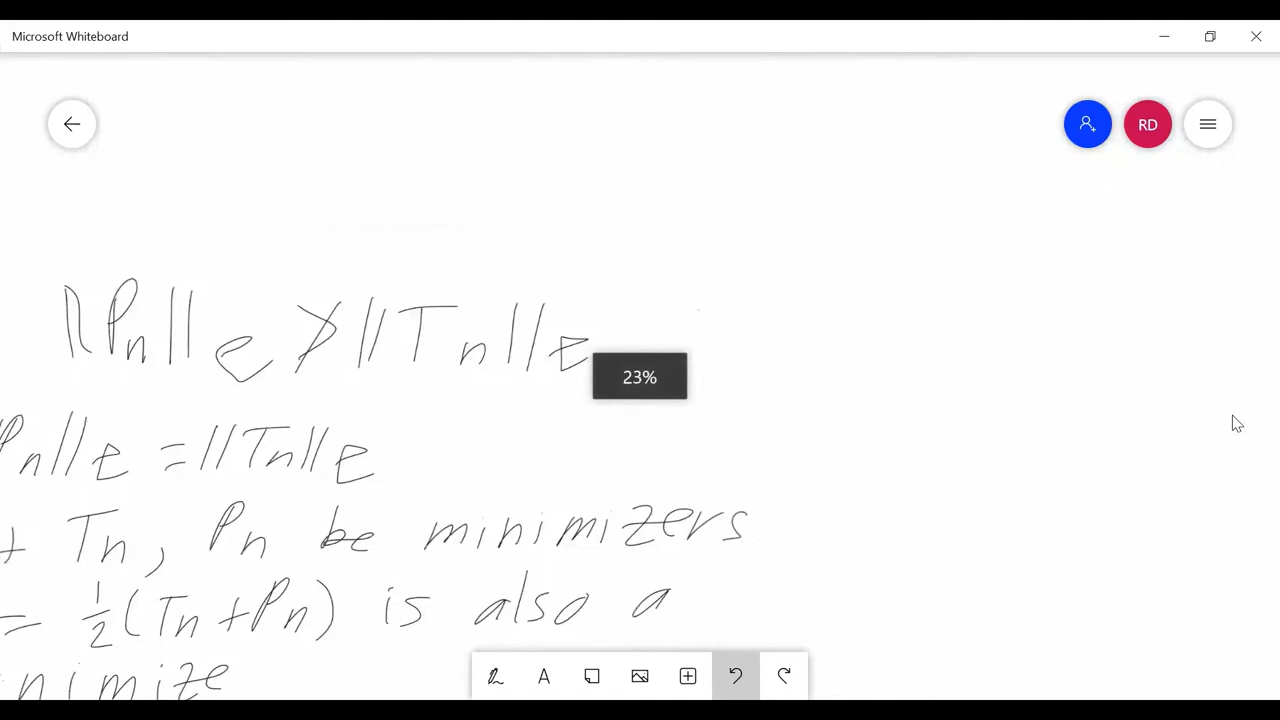 Microsoft Whiteboard
RD
||Pn||e ≯ ||Tn||E
23%
Pn||E = ||Tn||E
+ Tn, Pn be minimizers
= 1/2(Tn+Pn) is also a
nimize
A